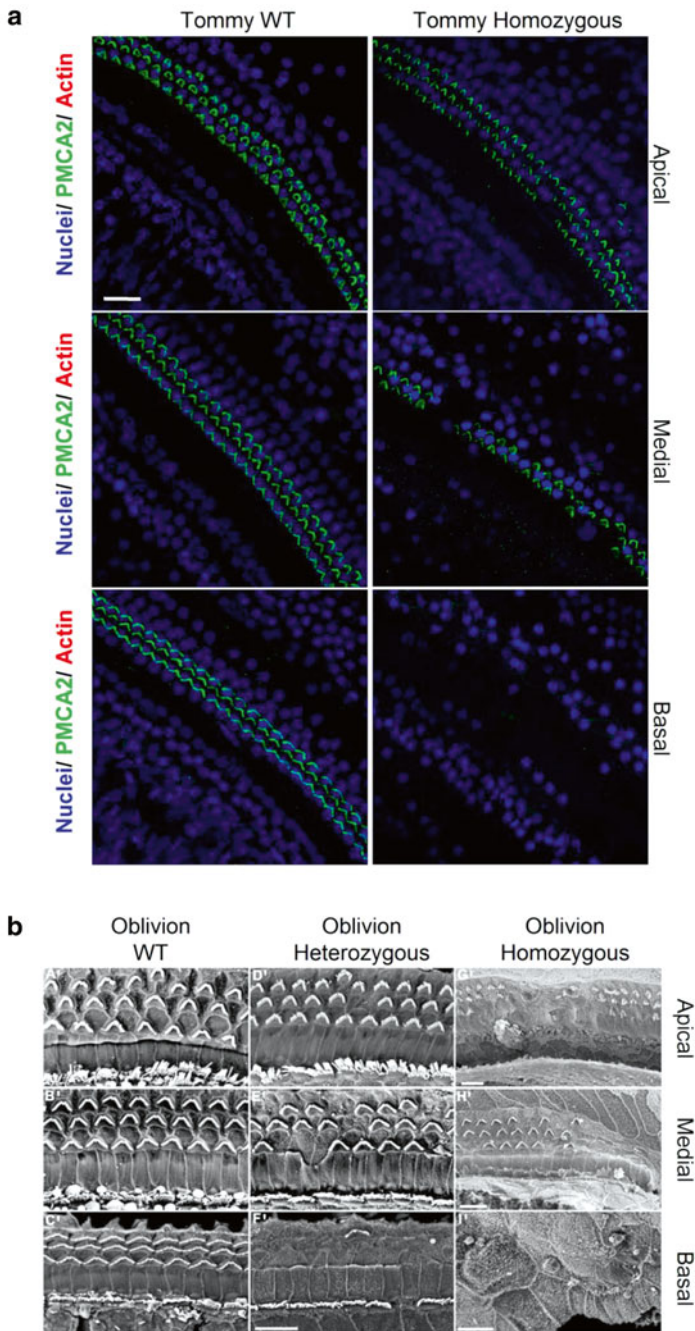 a
Tommy WT
Tommy Homozygous
Nuclei/ PMCA2/ Actin
Apical
Nuclei/ PMCA2/ Actin
Medial
Nuclei/ PMCA2/ Actin
Basal
b
Oblivion
WT
Oblivion
Heterozygous
Oblivion
Homozygous
A'
D'
G'
Apical
B'
E'
H'
Medial
C'
F'
I'
Basal